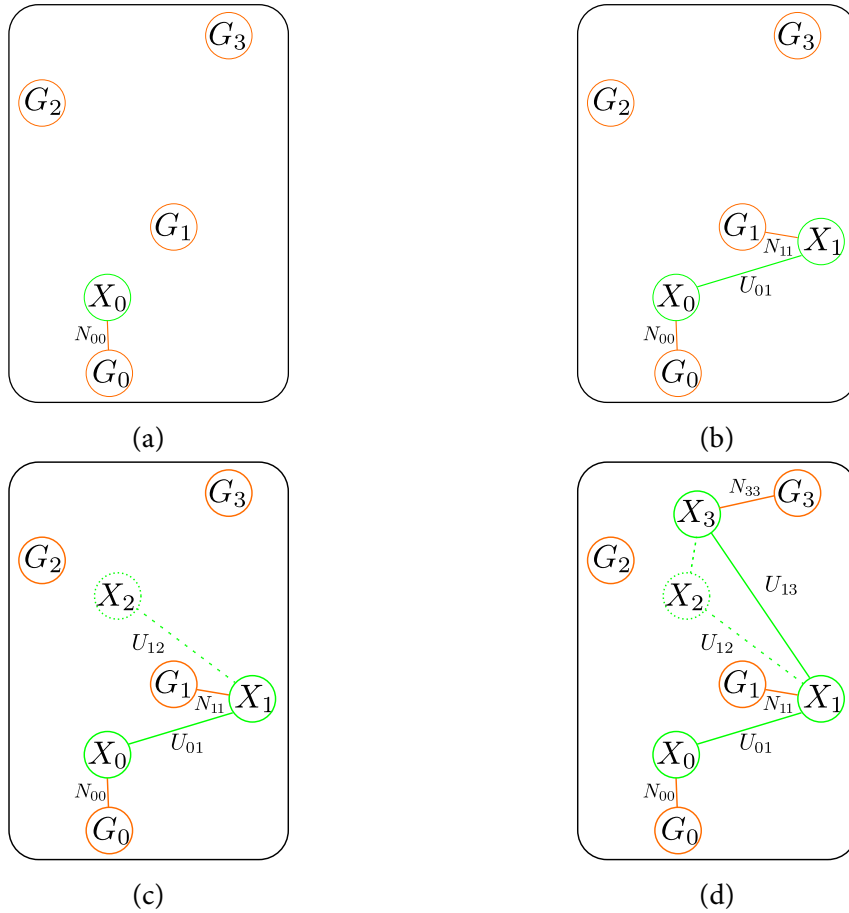 G₃ G₃
G₂ G₂
G₁ G₁ N₁₁ X₁
X₀ X₀ U₀₁
N₀₀ N₀₀
G₀ G₀
(a) (b)
G₃ X₃ N₃₃ G₃
G₂ G₂
X₂ X₂ U₁₃
U₁₂ U₁₂
G₁ N₁₁ X₁ G₁ N₁₁ X₁
X₀ U₀₁ X₀ U₀₁
N₀₀ N₀₀
G₀ G₀
(c) (d)